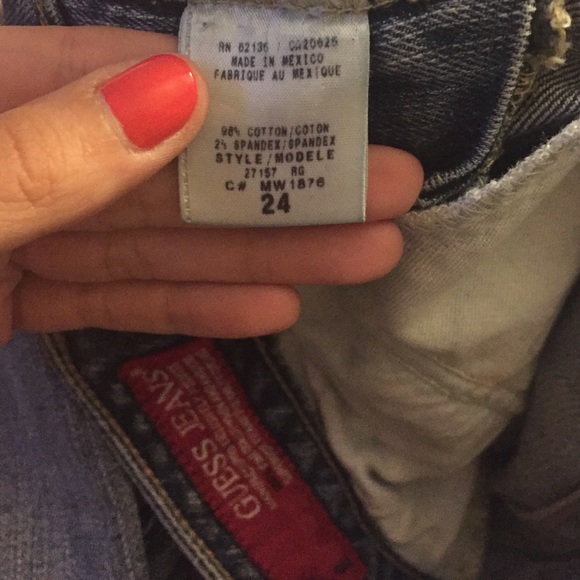 RN 62136 / CA20625
MADE IN MEXICO
FABRIQUE AU MEXIQUE
98% COTTON/COTON
2% SPANDEX/SPANDEX
STYLE/MODELE
27157 RG
C# MW1876
24
GUESS JEANS